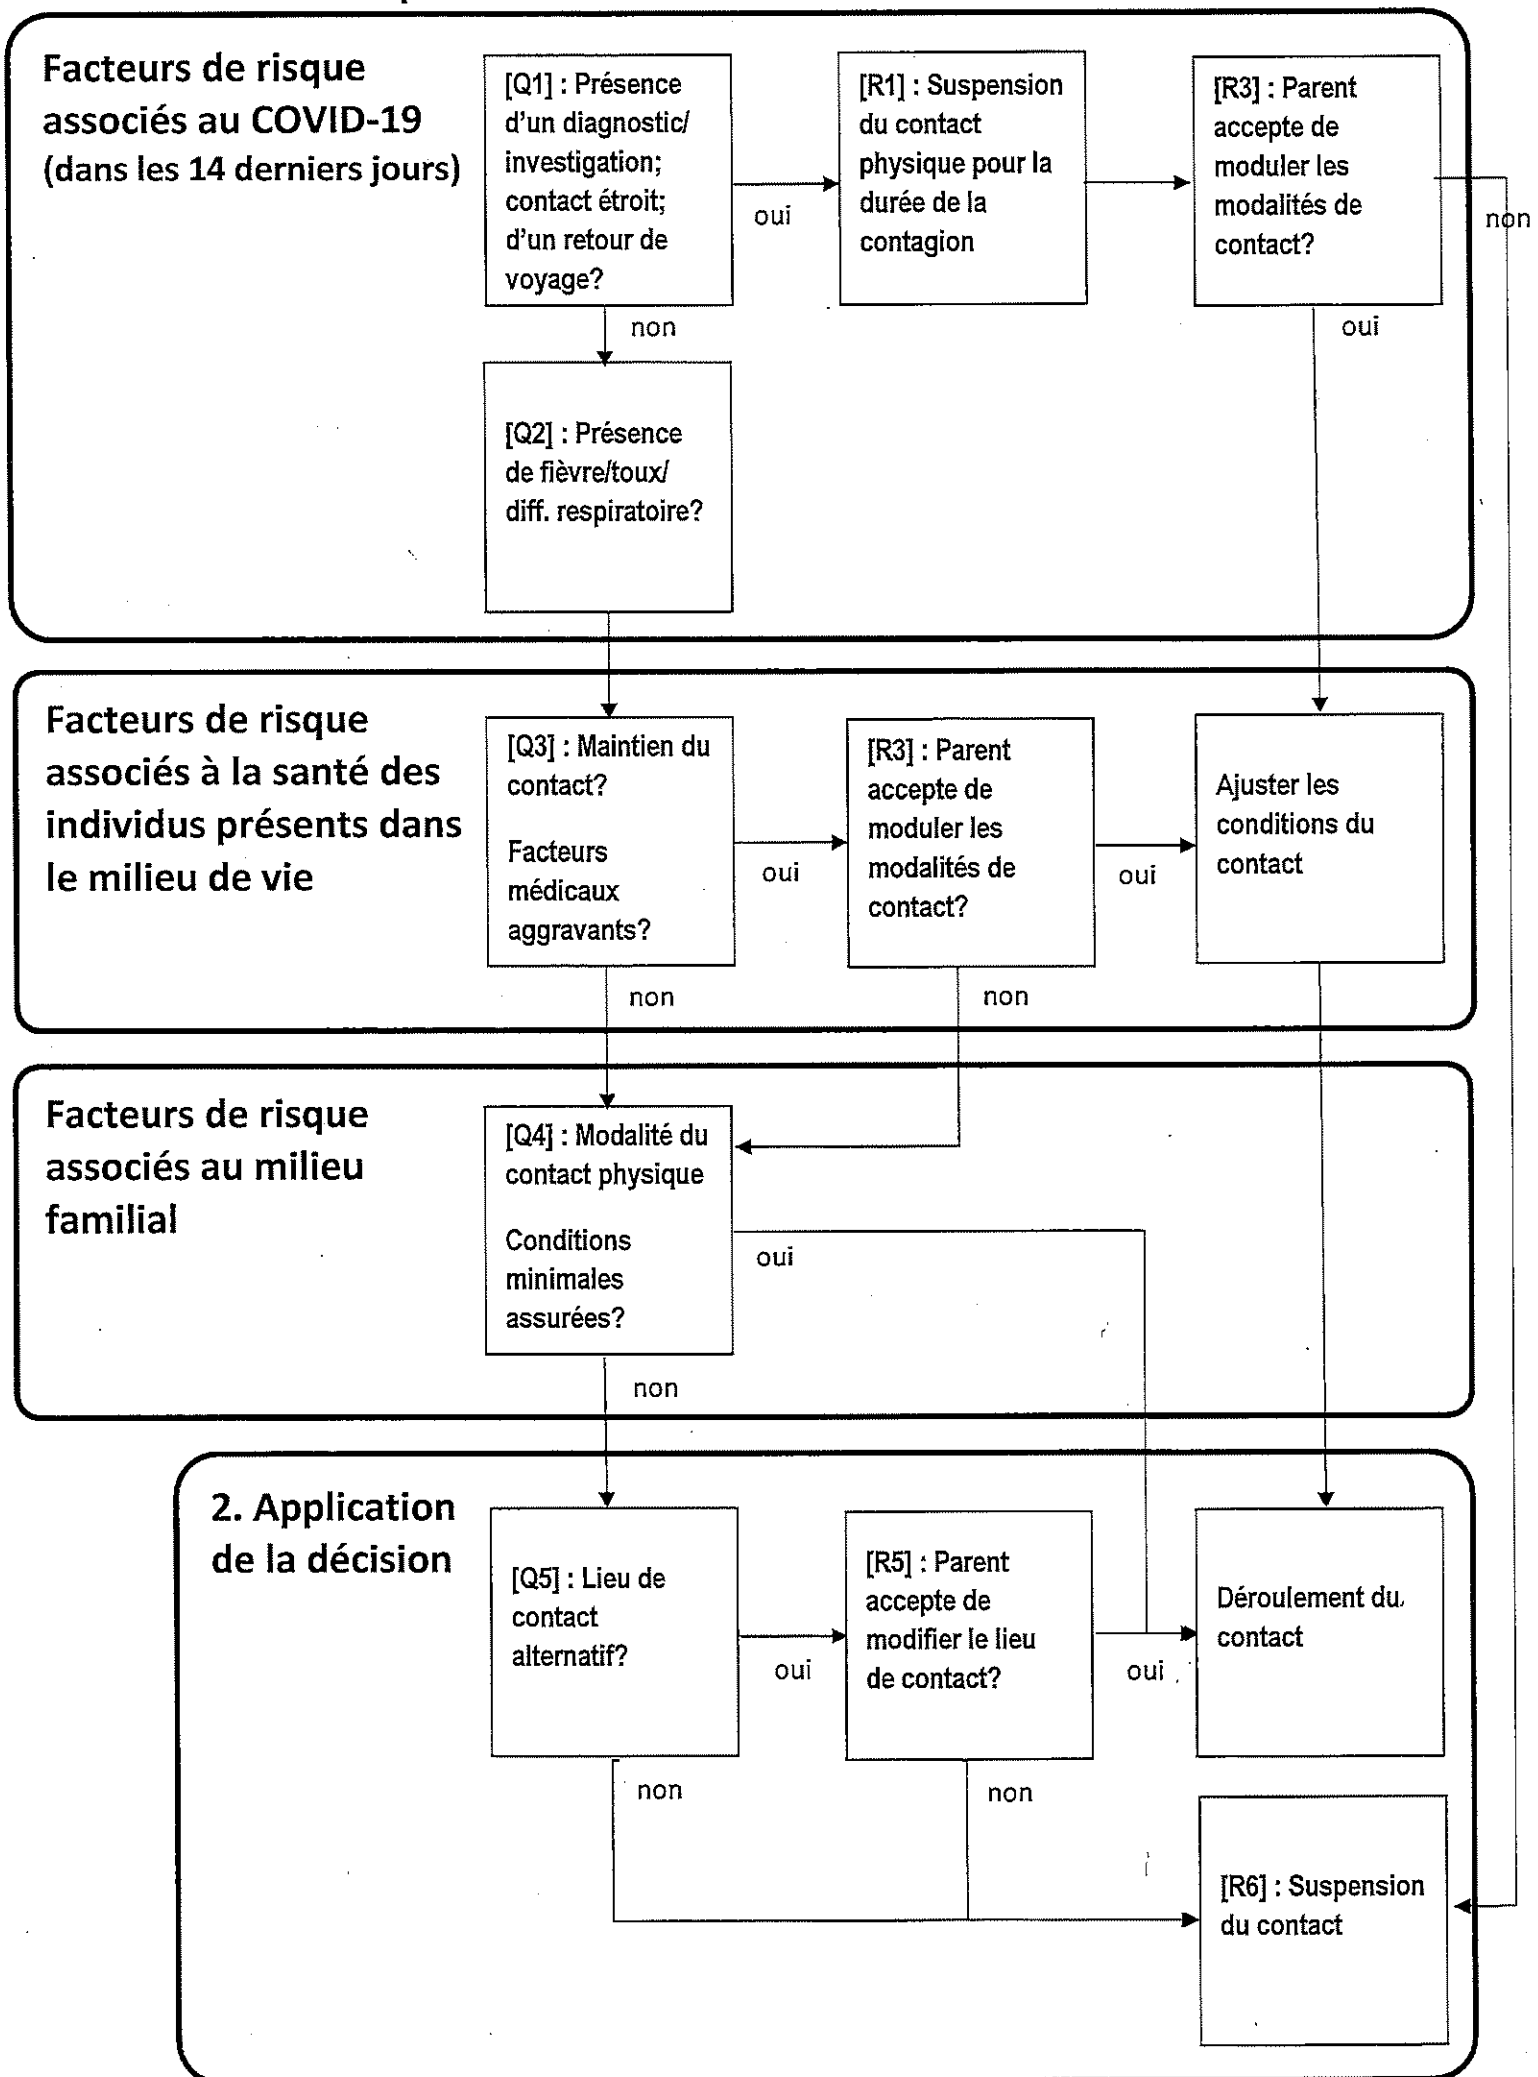 Facteurs de risque
associés au COVID-19
(dans les 14 derniers jours)
[Q1] : Présence
d'un diagnostic/
investigation;
contact étroit;
d'un retour de
voyage?
oui
non
[R1] : Suspension
du contact
physique pour la
durée de la
contagion
[R3] : Parent
accepte de
moduler les
modalités de
contact?
non
oui
[Q2] : Présence
de fièvre/toux/
diff. respiratoire?
Facteurs de risque
associés à la santé des
individus présents dans
le milieu de vie
[Q3] : Maintien du
contact?
Facteurs
médicaux
aggravants?
oui
non
[R3] : Parent
accepte de
moduler les
modalités de
contact?
oui
non
Ajuster les
conditions du
contact
Facteurs de risque
associés au milieu
familial
[Q4] : Modalité du
contact physique
Conditions
minimales
assurées?
oui
non
2. Application
de la décision
[Q5] : Lieu de
contact
alternatif?
oui
non
[R5] : Parent
accepte de
modifier le lieu
de contact?
oui
non
Déroulement du
contact
[R6] : Suspension
du contact